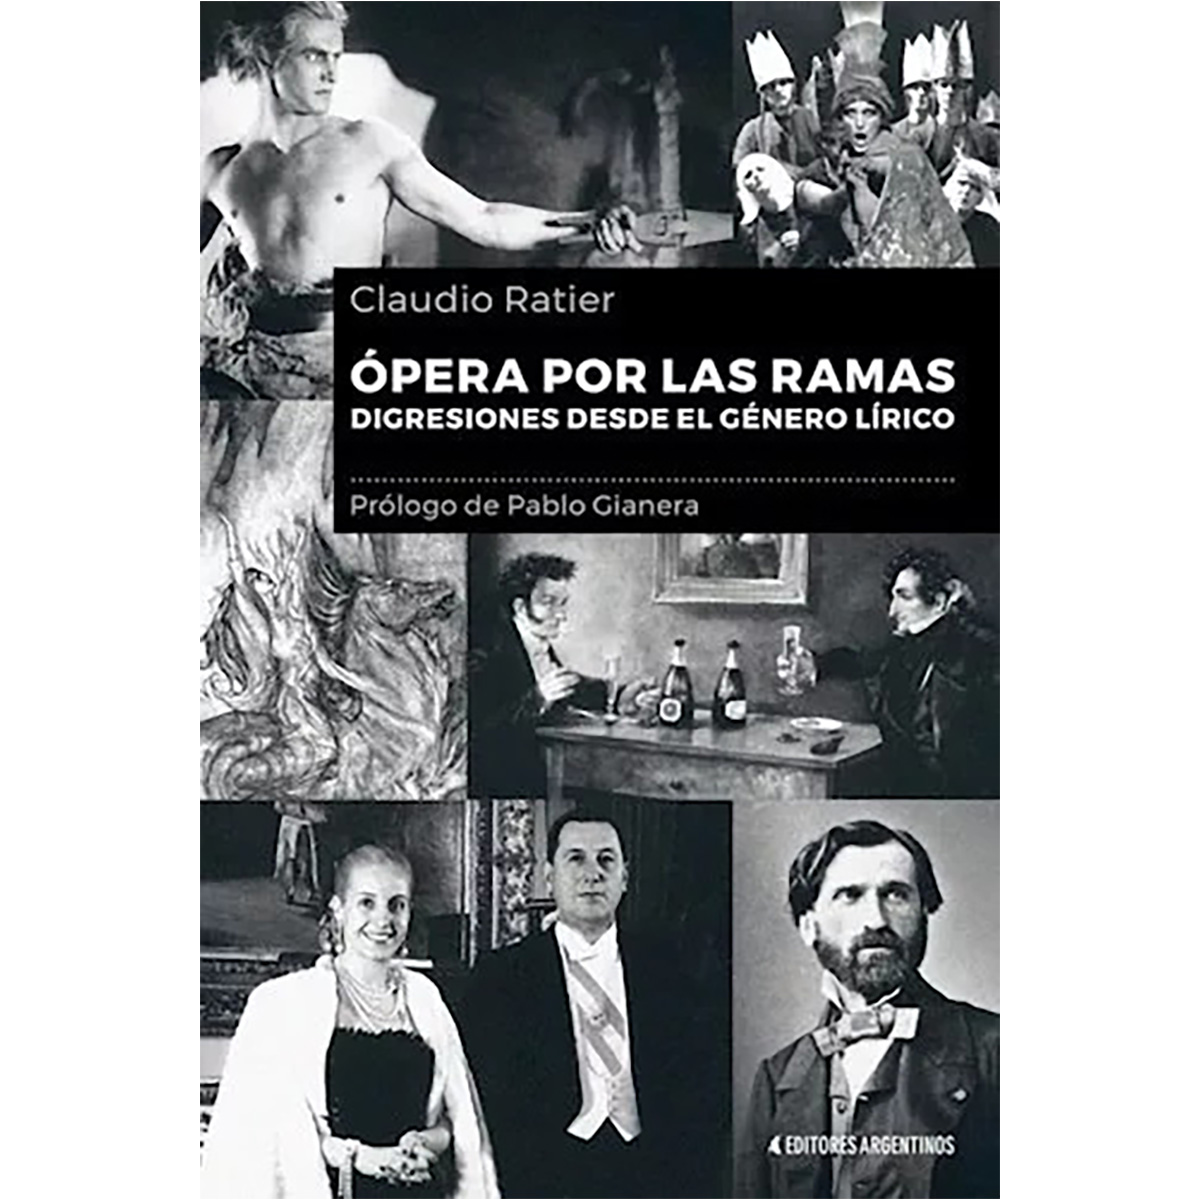 Claudio Ratier
ÓPERA POR LAS RAMAS
DIGRESIONES DESDE EL GÉNERO LÍRICO
Prólogo de Pablo Gianera
EDITORES ARGENTINOS